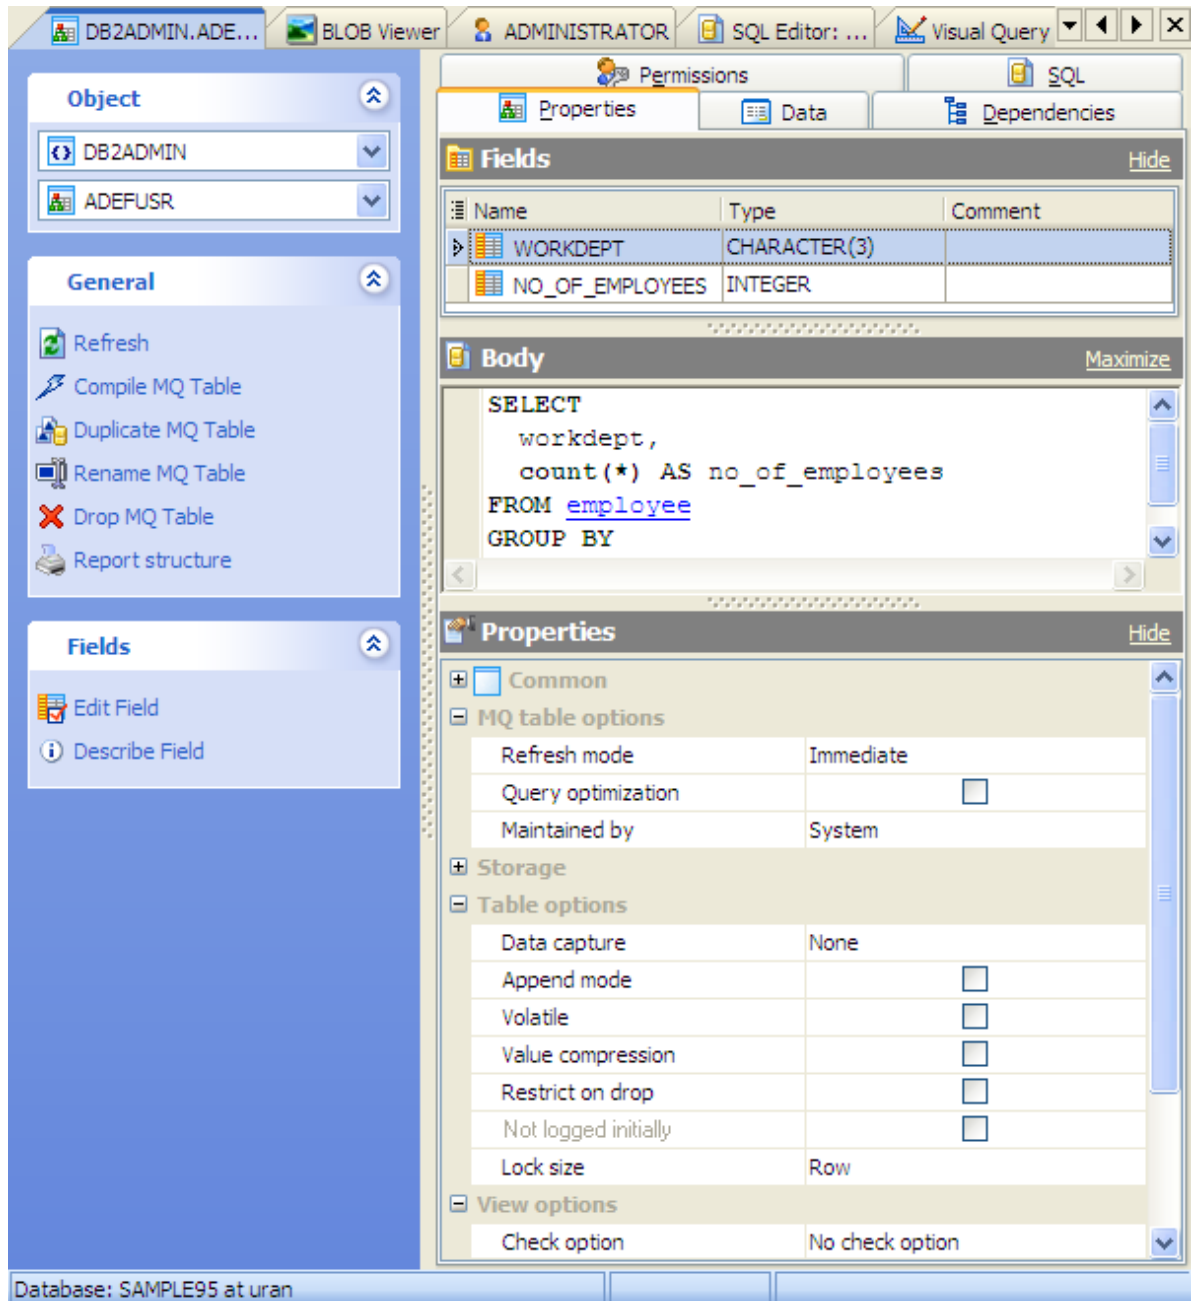 DB2ADMIN.ADE... BLOB Viewer ADMINISTRATOR SQL Editor: ... Visual Query
Object
DB2ADMIN
ADEFUSR
General
Refresh
Compile MQ Table
Duplicate MQ Table
Rename MQ Table
Drop MQ Table
Report structure
Fields
Edit Field
Describe Field
Permissions SQL
Properties Data Dependencies
Fields Hide
Name Type Comment
WORKDEPT CHARACTER(3)
NO_OF_EMPLOYEES INTEGER
Body Maximize
SELECT
workdept,
count(*) AS no_of_employees
FROM employee
GROUP BY
Properties Hide
Common
MQ table options
Refresh mode Immediate
Query optimization
Maintained by System
Storage
Table options
Data capture None
Append mode
Volatile
Value compression
Restrict on drop
Not logged initially
Lock size Row
View options
Check option No check option
Database: SAMPLE95 at uran